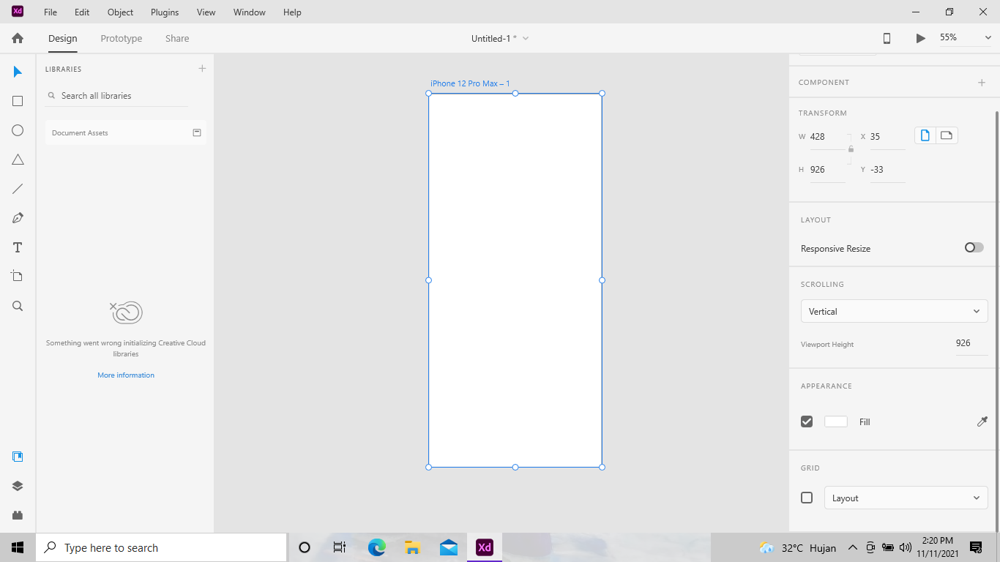 Xd File Edit Object Plugins View Window Help
Design Prototype Share Untitled-1 * 55%
LIBRARIES
Search all libraries
Document Assets
Something went wrong initializing Creative Cloud
libraries
More information
iPhone 12 Pro Max – 1
COMPONENT
TRANSFORM
W 428 X 35
H 926 Y -33
LAYOUT
Responsive Resize
SCROLLING
Vertical
Viewport Height 926
APPEARANCE
Fill
GRID
Layout
Type here to search Xd 32°C Hujan 2:20 PM
11/11/2021